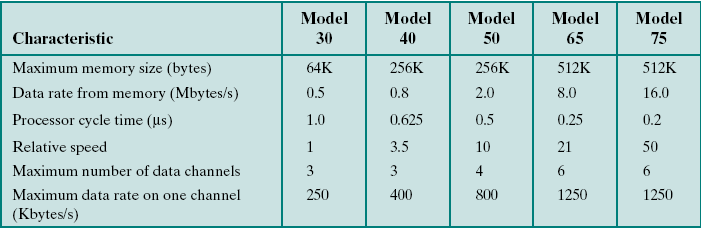 Characteristic Model 30 Model 40 Model 50 Model 65 Model 75
Maximum memory size (bytes) 64K 256K 256K 512K 512K
Data rate from memory (Mbytes/s) 0.5 0.8 2.0 8.0 16.0
Processor cycle time (µs) 1.0 0.625 0.5 0.25 0.2
Relative speed 1 3.5 10 21 50
Maximum number of data channels 3 3 4 6 6
Maximum data rate on one channel 250 400 800 1250 1250
(Kbytes/s)